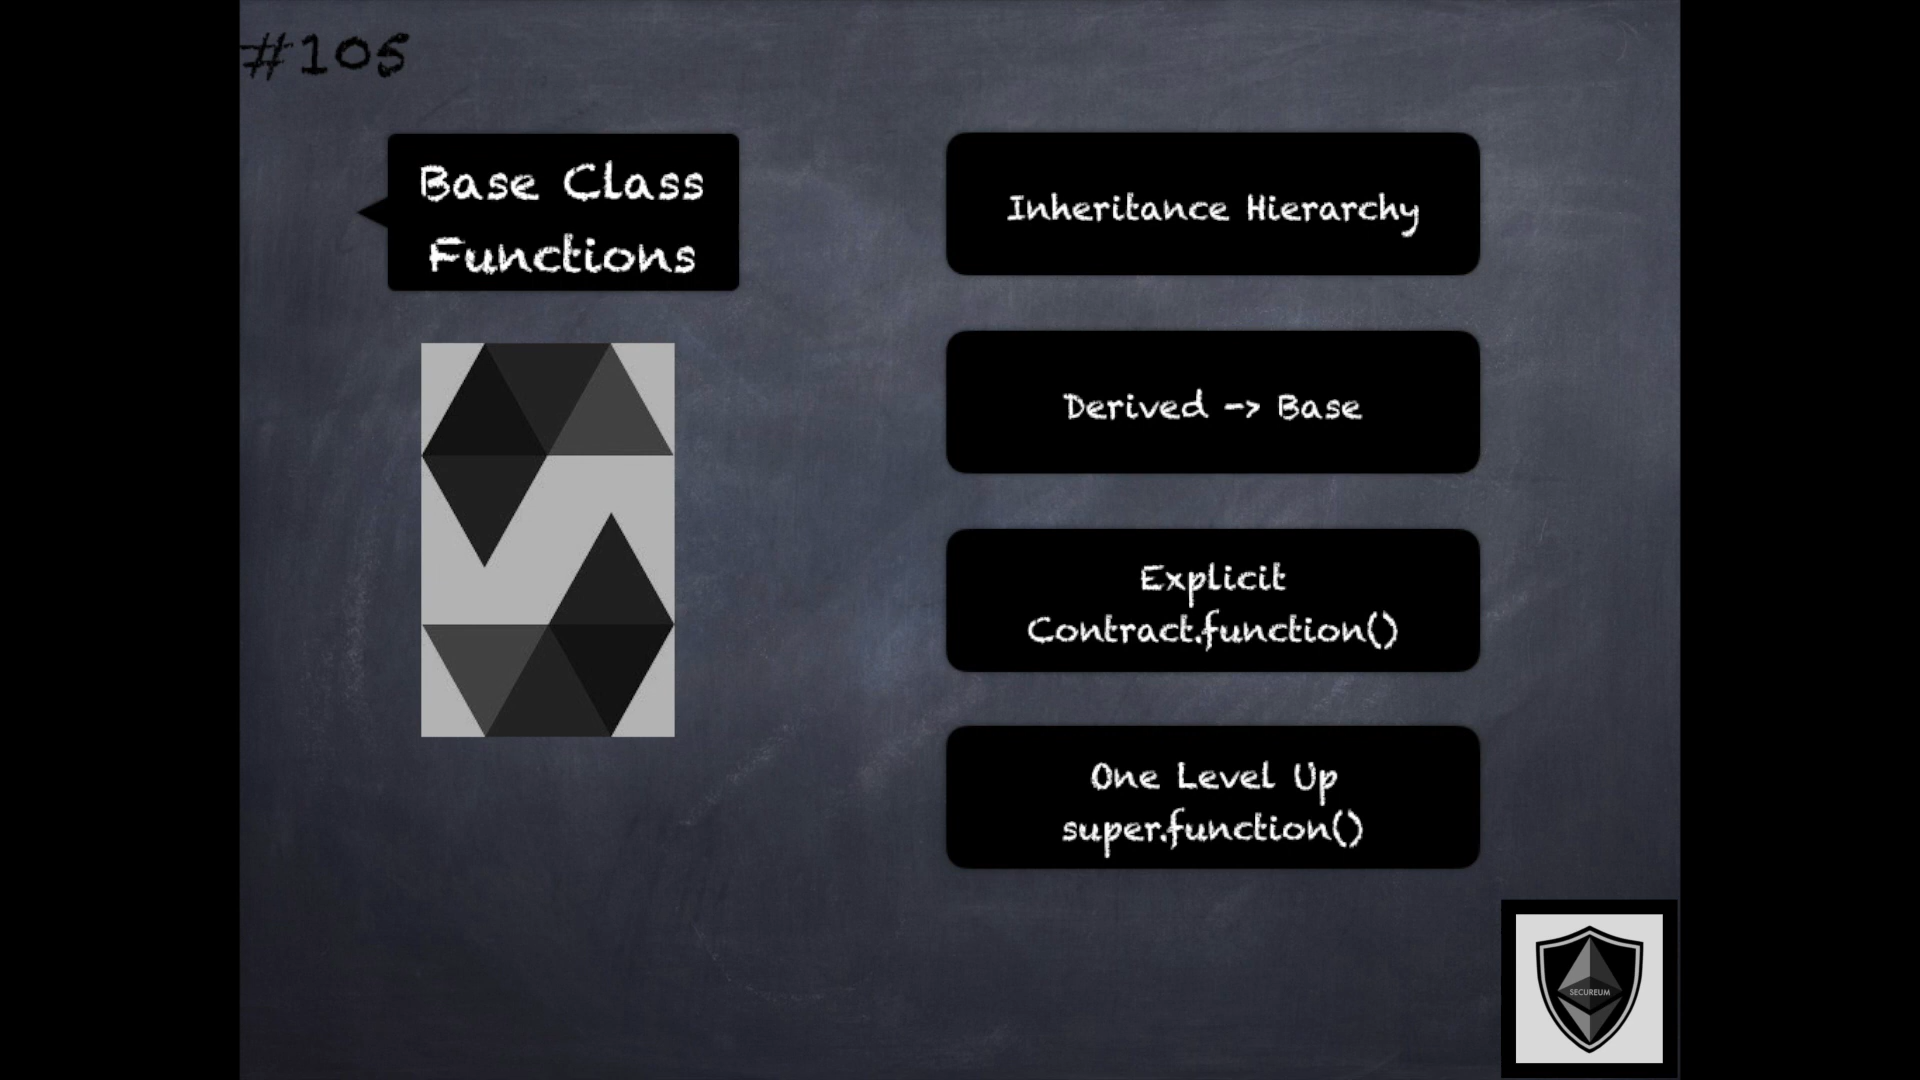 #105
Base Class
Functions
Inheritance Hierarchy
Derived -> Base
Explicit
Contract.function()
One Level Up
super.function()
SECUREUM